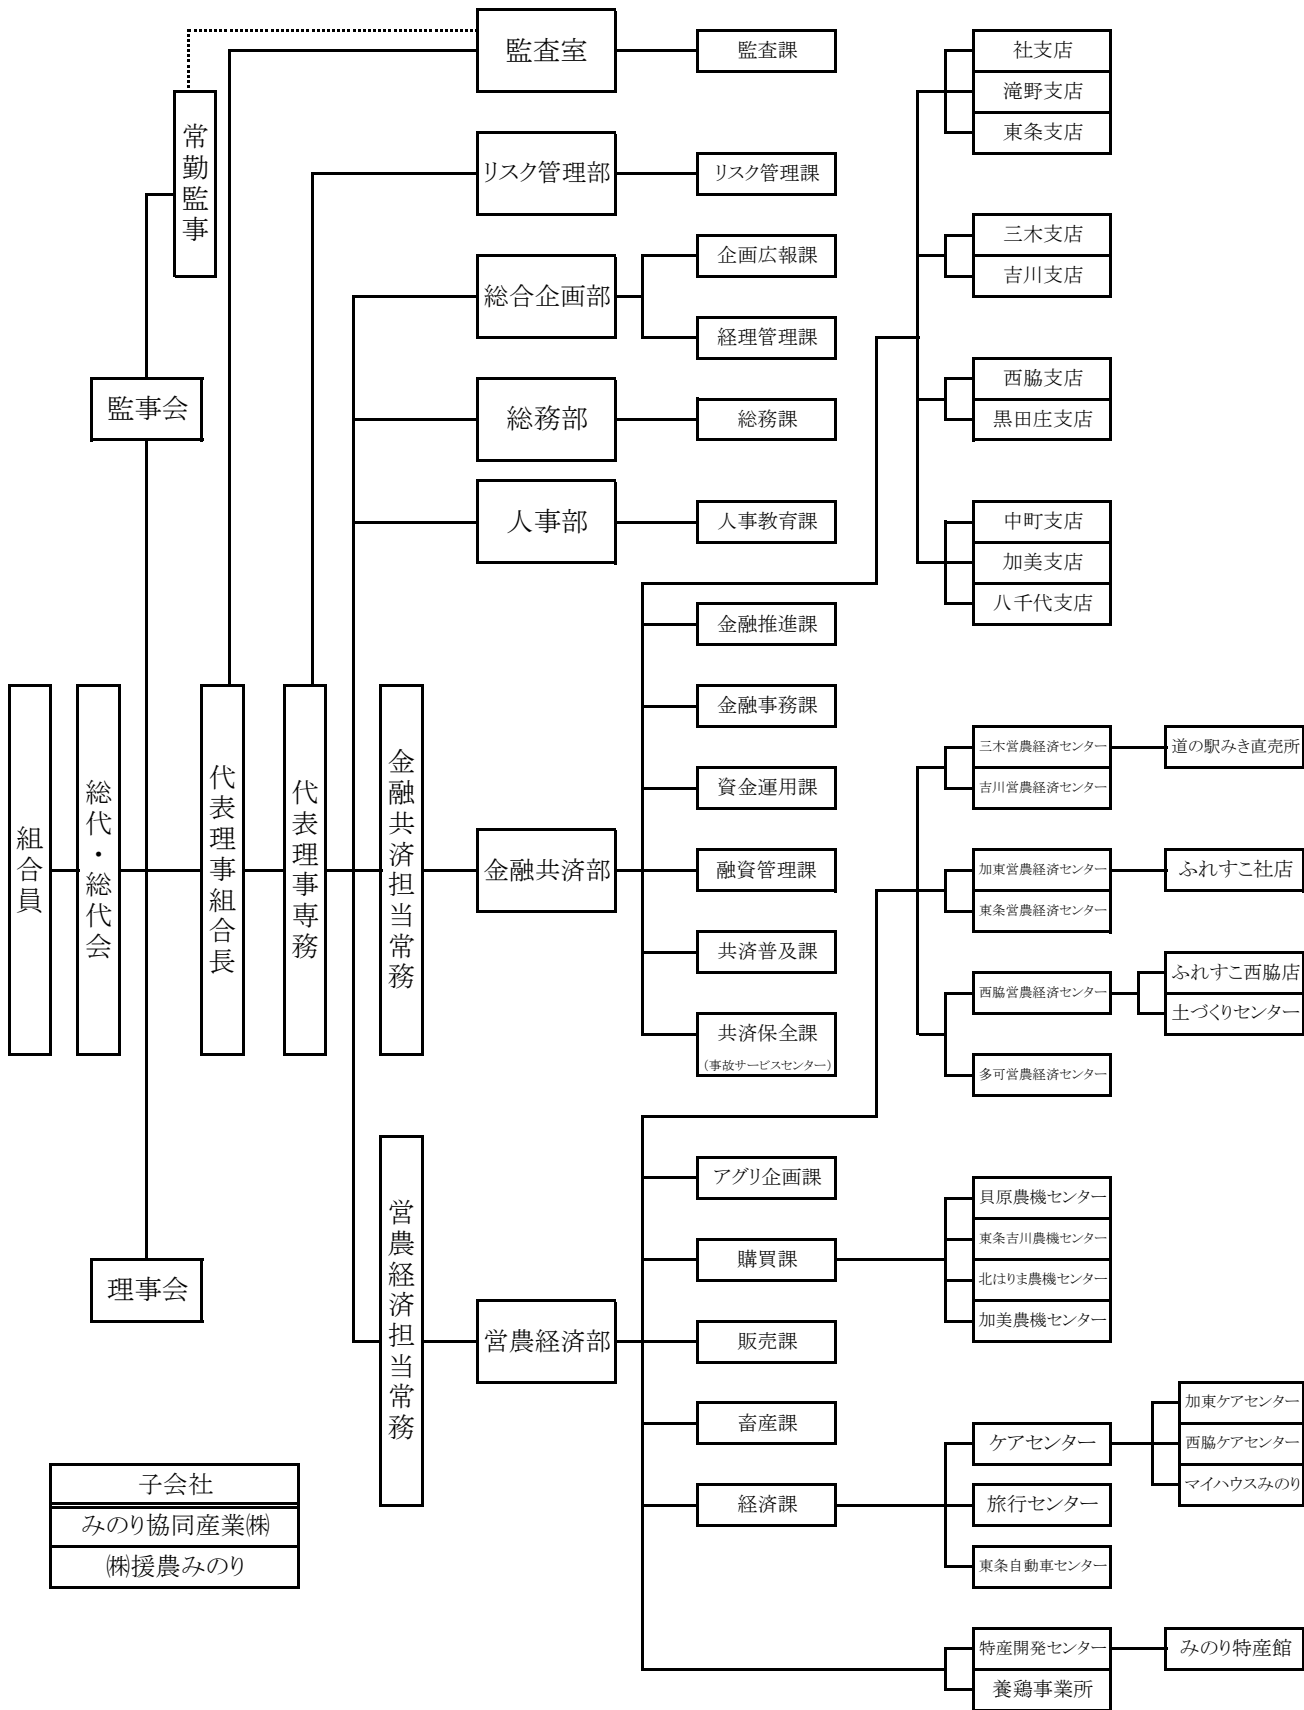 組合員
総代・総代会
監事会
常勤監事
理事会
代表理事組合長
代表理事専務
金融共済担当常務
営農経済担当常務
監査室
監査課
リスク管理部
リスク管理課
総合企画部
企画広報課
経理管理課
総務部
総務課
人事部
人事教育課
金融共済部
金融推進課
金融事務課
資金運用課
融資管理課
共済普及課
共済保全課
(事故サービスセンター)
社支店
滝野支店
東条支店
三木支店
吉川支店
西脇支店
黒田庄支店
中町支店
加美支店
八千代支店
営農経済部
三木営農経済センター
道の駅みき直売所
吉川営農経済センター
加東営農経済センター
ふれすこ社店
東条営農経済センター
西脇営農経済センター
ふれすこ西脇店
土づくりセンター
多可営農経済センター
アグリ企画課
購買課
貝原農機センター
東条吉川農機センター
北はりま農機センター
加美農機センター
販売課
畜産課
経済課
ケアセンター
加東ケアセンター
西脇ケアセンター
マイハウスみのり
旅行センター
東条自動車センター
特産開発センター
みのり特産館
養鶏事業所
子会社
みのり協同産業㈱
㈱援農みのり